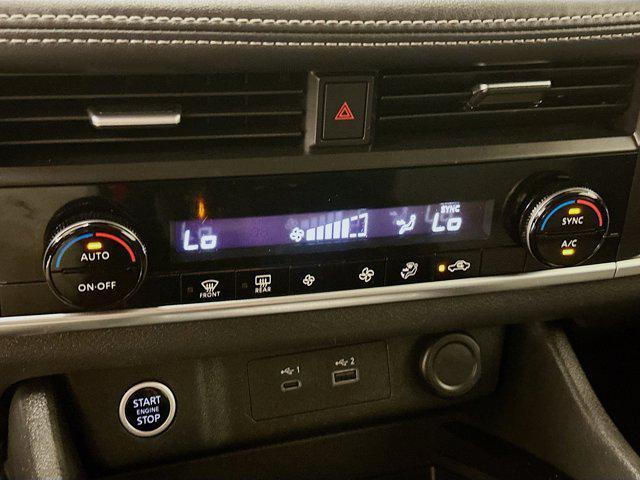 SYNC
Lo
Lo
AUTO
ON·OFF
SYNC
A/C
FRONT
REAR
1
2
START
ENGINE
STOP